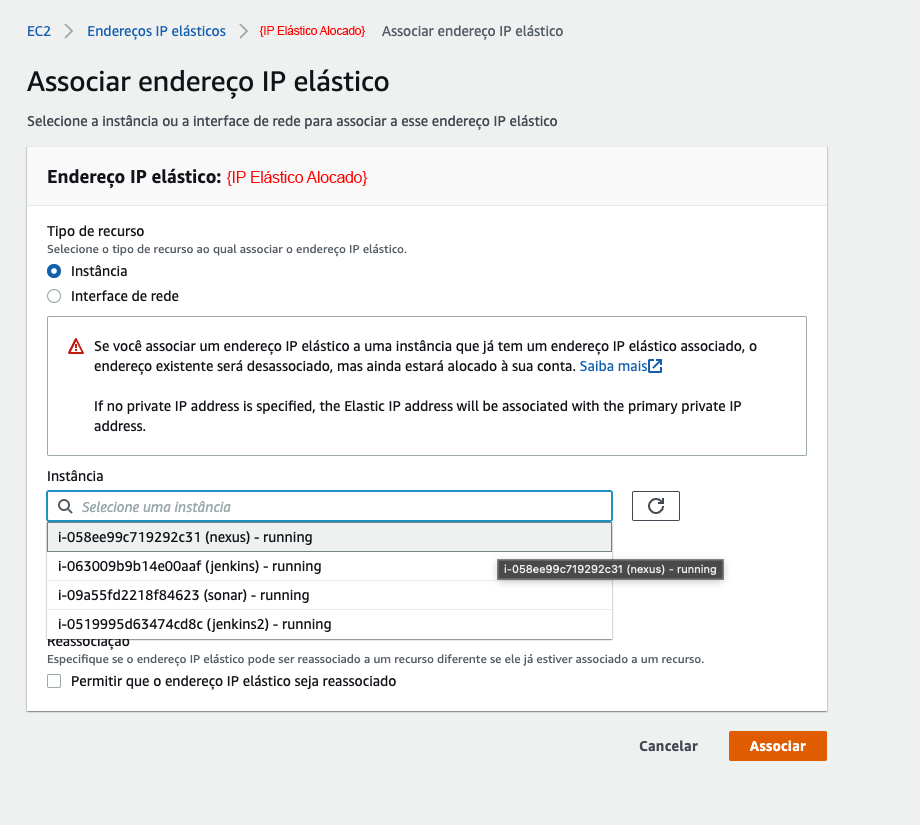 EC2 > Endereços IP elásticos > {IP Elástico Alocado} Associar endereço IP elástico
Associar endereço IP elástico
Selecione a instância ou a interface de rede para associar a esse endereço IP elástico
Endereço IP elástico: {IP Elástico Alocado}
Tipo de recurso
Selecione o tipo de recurso ao qual associar o endereço IP elástico.
Instância
Interface de rede
Se você associar um endereço IP elástico a uma instância que já tem um endereço IP elástico associado, o
endereço existente será desassociado, mas ainda estará alocado à sua conta. Saiba mais
If no private IP address is specified, the Elastic IP address will be associated with the primary private IP
address.
Instância
Selecione uma instância
i-058ee99c719292c31 (nexus) - running
i-063009b9b14e00aaf (jenkins) - running
i-058ee99c719292c31 (nexus) - running
i-09a55fd2218f84623 (sonar) - running
i-0519995d63474cd8c (jenkins2) - running
Reassociação
Especifique se o endereço IP elástico pode ser reassociado a um recurso diferente se ele já estiver associado a um recurso.
Permitir que o endereço IP elástico seja reassociado
Cancelar
Associar